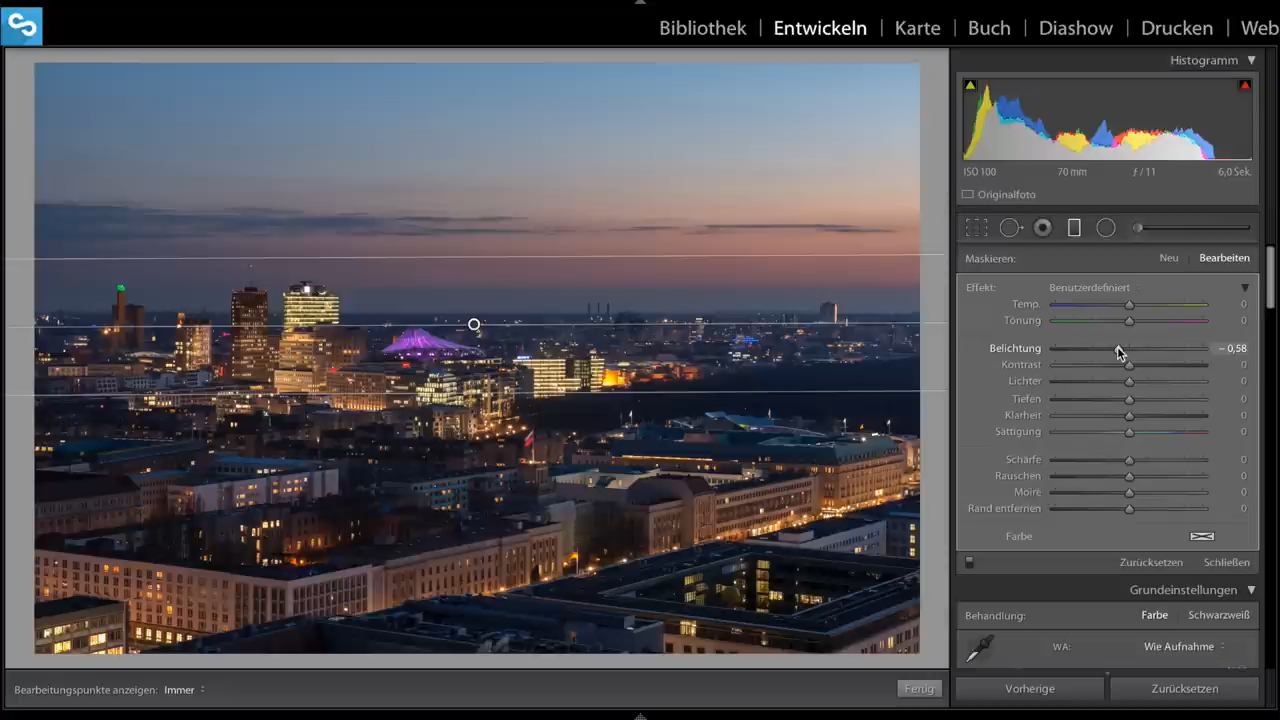 Bibliothek | Entwickeln | Karte | Buch | Diashow | Drucken | Web
Histogramm
ISO 100 70 mm ƒ / 11 6,0 Sek.
Originalfoto
Maskieren: Neu Bearbeiten
Effekt: Benutzerdefiniert
Temp. 0
Tönung 0
Belichtung – 0,58
Kontrast 0
Lichter 0
Tiefen 0
Klarheit 0
Sättigung 0
Schärfe 0
Rauschen 0
Moiré 0
Rand entfernen 0
Farbe
Zurücksetzen Schließen
Grundeinstellungen
Behandlung: Farbe Schwarzweiß
WA: Wie Aufnahme
Bearbeitungspunkte anzeigen: Immer Fertig Vorherige Zurücksetzen